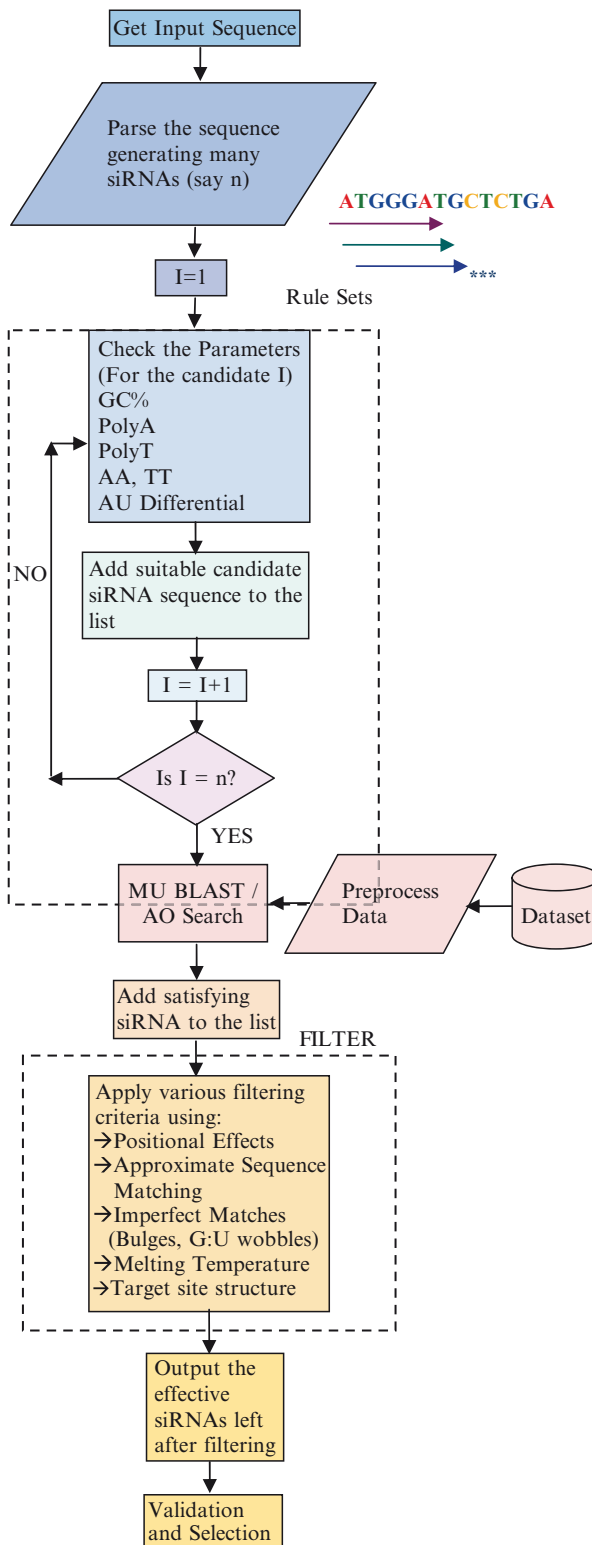 Get Input Sequence
Parse the sequence
generating many
siRNAs (say n)
ATGGGATGCTCTGA
***
I=1
Rule Sets
Check the Parameters
(For the candidate I)
GC%
PolyA
PolyT
AA, TT
AU Differential
NO
Add suitable candidate
siRNA sequence to the
list
I = I+1
Is I = n?
YES
MU BLAST /
AO Search
Preprocess
Data
Dataset
Add satisfying
siRNA to the list
FILTER
Apply various filtering
criteria using:
→Positional Effects
→Approximate Sequence
Matching
→Imperfect Matches
(Bulges, G:U wobbles)
→Melting Temperature
→Target site structure
Output the
effective
siRNAs left
after filtering
Validation
and Selection